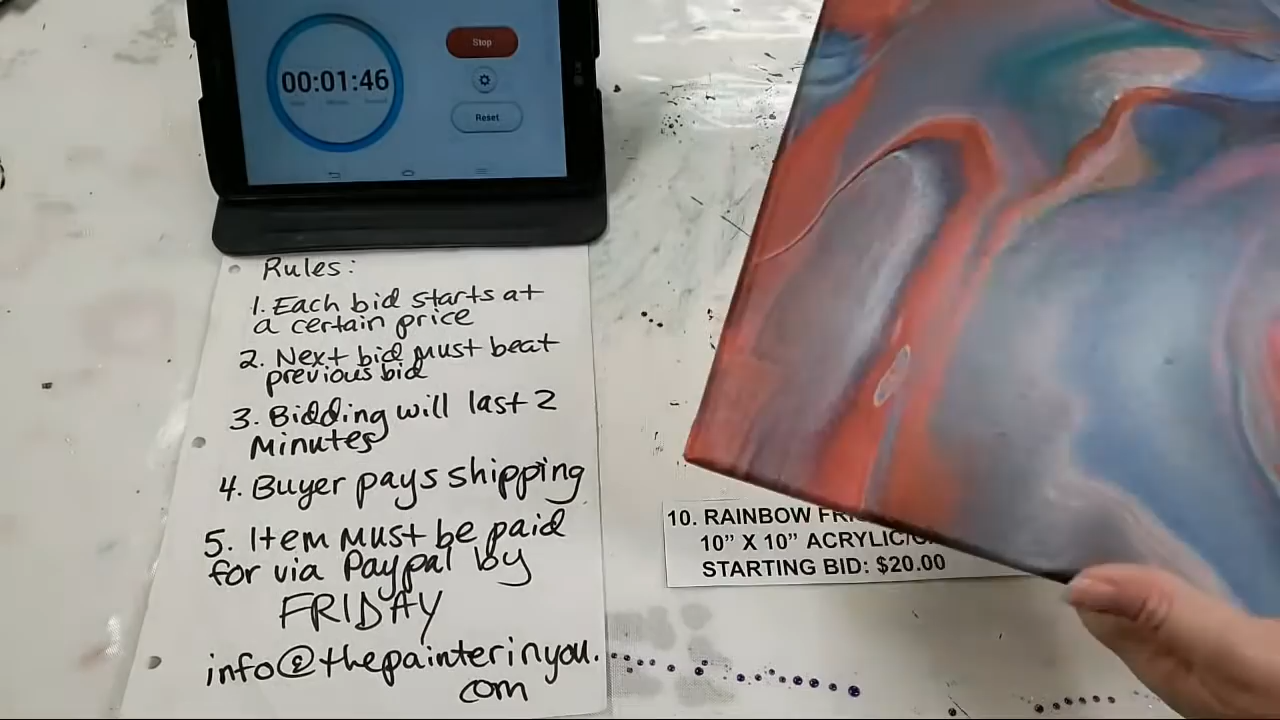 00:01:46
Stop
Reset
Rules:
1. Each bid starts at
a certain price
2. Next bid must beat
previous bid
3. Bidding will last 2
Minutes
4. Buyer pays shipping
5. Item must be paid
for via Paypal by
FRIDAY
info@thepainterinyou.
com
10. RAINBOW
10" X 10" ACRYLIC/
STARTING BID: $20.00